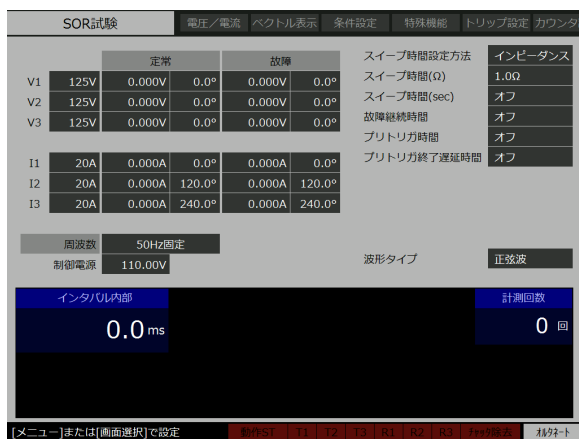 SOR試験 電圧／電流 ベクトル表示 条件設定 特殊機能 トリップ設定 カウンタ
定常 故障
V1 125V 0.000V 0.0° 0.000V 0.0°
V2 125V 0.000V 0.0° 0.000V 0.0°
V3 125V 0.000V 0.0° 0.000V 0.0°
I1 20A 0.000A 0.0° 0.000A 0.0°
I2 20A 0.000A 120.0° 0.000A 120.0°
I3 20A 0.000A 240.0° 0.000A 240.0°
周波数 50Hz固定
制御電源 110.00V
スイープ時間設定方法 インピーダンス
スイープ時間(Ω) 1.0Ω
スイープ時間(sec) オフ
故障継続時間 オフ
プリトリガ時間 オフ
プリトリガ終了遅延時間 オフ
波形タイプ 正弦波
インタバル内部
0.0 ms
計測回数
0 回
[メニュー]または[画面選択]で設定 動作ST T1 T2 T3 R1 R2 R3 ﾁｬｯﾀ除去 ｵﾙﾀﾈｰﾄ